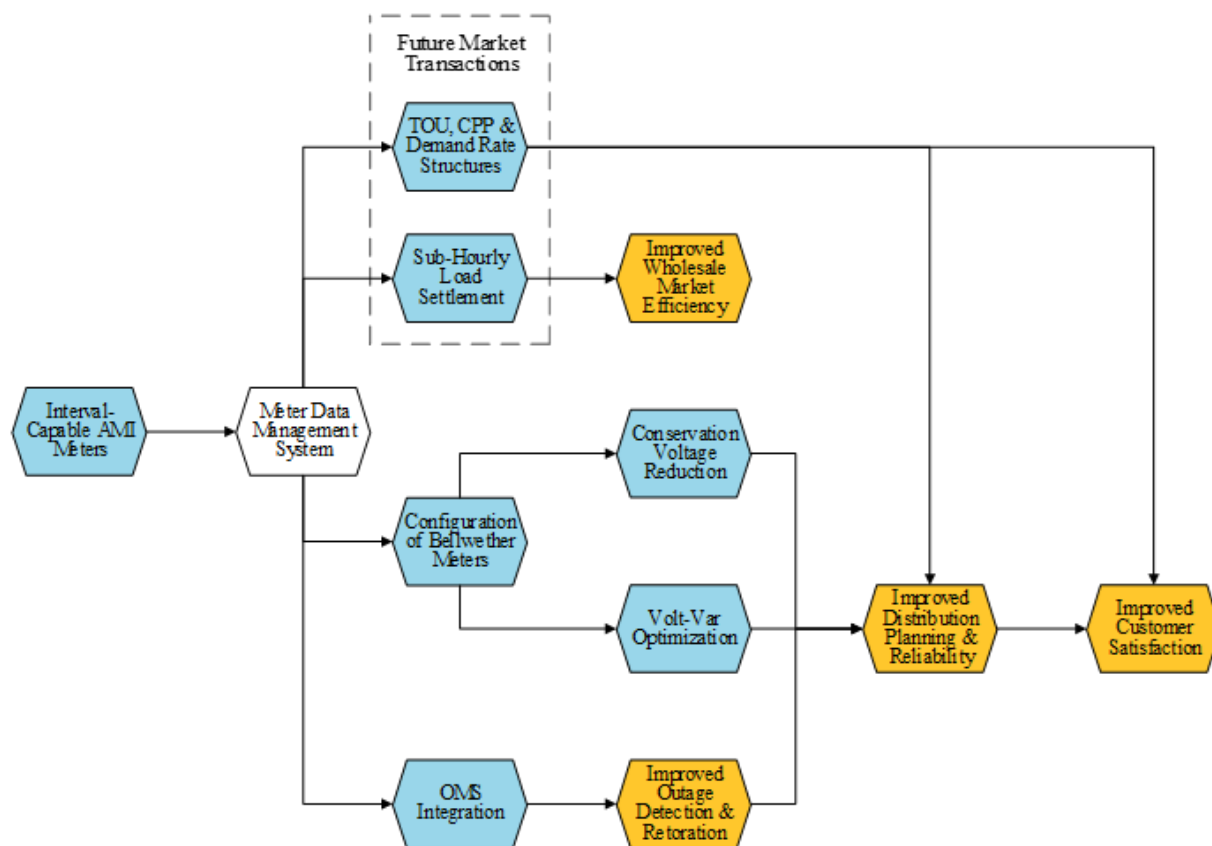 Future Market
Transactions
TOU, CPP &
Demand Rate
Structures
Sub-Hourly
Load
Settlement
Improved
Wholesale
Market
Efficiency
Interval-
Capable AMI
Meters
Meter Data
Management
System
Conservation
Voltage
Reduction
Configuration
of Bellwether
Meters
Volt-Var
Optimization
Improved
Distribution
Planning &
Reliability
Improved
Customer
Satisfaction
OMS
Integration
Improved
Outage
Detection &
Retoration